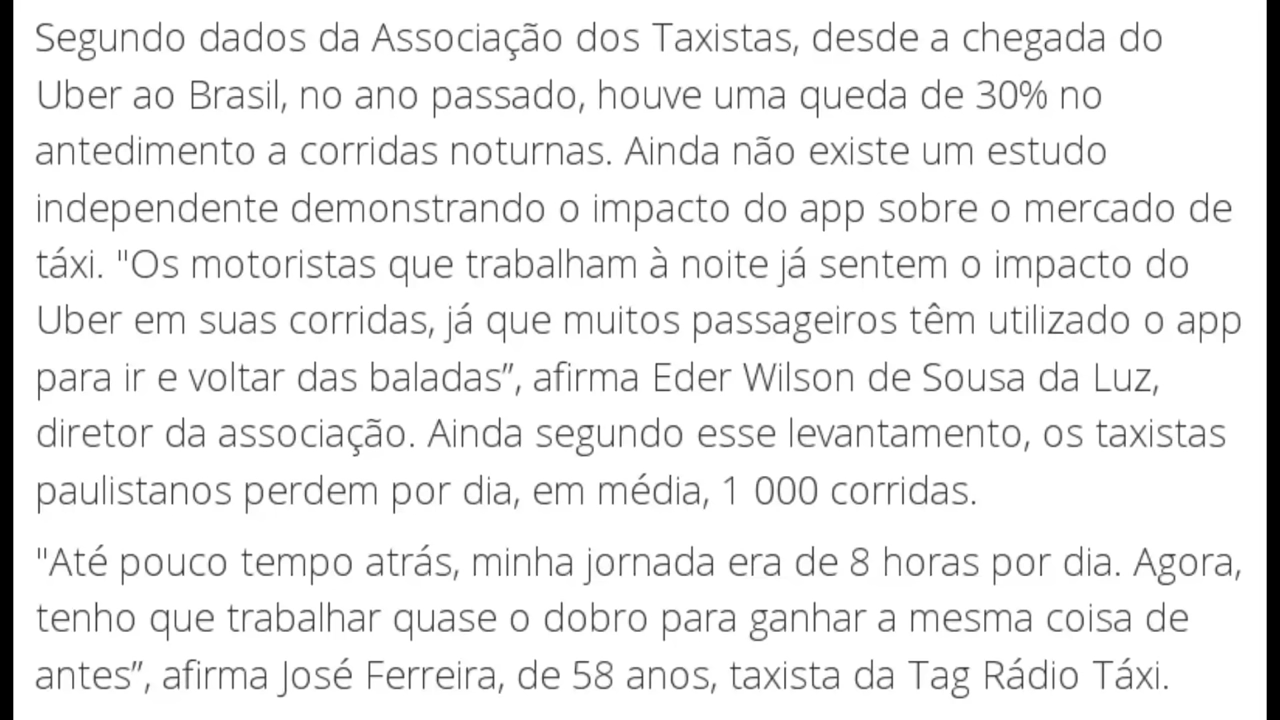 Segundo dados da Associação dos Taxistas, desde a chegada do
Uber ao Brasil, no ano passado, houve uma queda de 30% no
antedimento a corridas noturnas. Ainda não existe um estudo
independente demonstrando o impacto do app sobre o mercado de
táxi. "Os motoristas que trabalham à noite já sentem o impacto do
Uber em suas corridas, já que muitos passageiros têm utilizado o app
para ir e voltar das baladas”, afirma Eder Wilson de Sousa da Luz,
diretor da associação. Ainda segundo esse levantamento, os taxistas
paulistanos perdem por dia, em média, 1 000 corridas.
"Até pouco tempo atrás, minha jornada era de 8 horas por dia. Agora,
tenho que trabalhar quase o dobro para ganhar a mesma coisa de
antes”, afirma José Ferreira, de 58 anos, taxista da Tag Rádio Táxi.